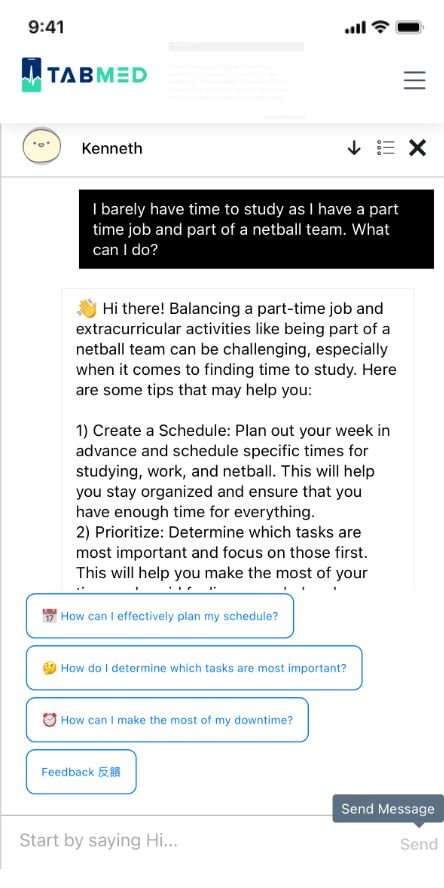 9:41
TABMED
Kenneth
I barely have time to study as I have a part
time job and part of a netball team. What
can I do?
👋 Hi there! Balancing a part-time job and
extracurricular activities like being part of a
netball team can be challenging, especially
when it comes to finding time to study. Here
are some tips that may help you:
1) Create a Schedule: Plan out your week in
advance and schedule specific times for
studying, work, and netball. This will help
you stay organized and ensure that you
have enough time for everything.
2) Prioritize: Determine which tasks are
most important and focus on those first.
This will help you make the most of your
📅 How can I effectively plan my schedule?
🤔 How do I determine which tasks are most important?
⏰ How can I make the most of my downtime?
Feedback 反饋
Send Message
Start by saying Hi...
Send